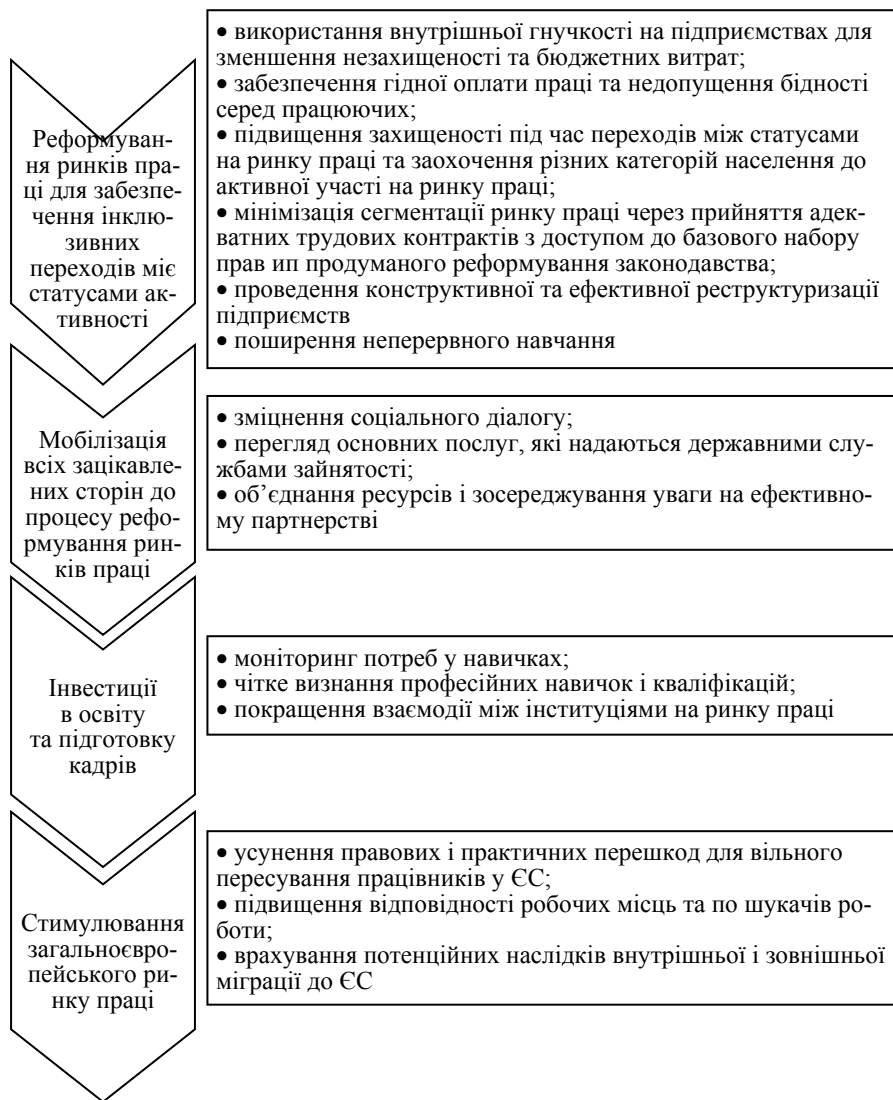 Реформуван-
ня ринків пра-
ці для забезпе-
чення інклю-
зивних
переходів міє
статусами ак-
тивності
• використання внутрішньої гнучкості на підприємствах для
зменшення незахищеності та бюджетних витрат;
• забезпечення гідної оплати праці та недопущення бідності
серед працюючих;
• підвищення захищеності під час переходів між статусами
на ринку праці та заохочення різних категорій населення до
активної участі на ринку праці;
• мінімізація сегментації ринку праці через прийняття адек-
ватних трудових контрактів з доступом до базового набору
прав ип продуманого реформування законодавства;
• проведення конструктивної та ефективної реструктуризації
підприємств
• поширення неперервного навчання
Мобілізація
всіх зацікавле-
них сторін до
процесу рефо-
рмування рин-
ків праці
• зміцнення соціального діалогу;
• перегляд основних послуг, які надаються державними слу-
жбами зайнятості;
• об’єднання ресурсів і зосереджування уваги на ефективно-
му партнерстві
Інвестиції
в освіту
та підготовку
кадрів
• моніторинг потреб у навичках;
• чітке визнання професійних навичок і кваліфікацій;
• покращення взаємодії між інституціями на ринку праці
Стимулювання
загальноєвро-
пейського ри-
нку праці
• усунення правових і практичних перешкод для вільного
пересування працівників у ЄС;
• підвищення відповідності робочих місць та по шукачів ро-
боти;
• врахування потенційних наслідків внутрішньої і зовнішньої
міграції до ЄС